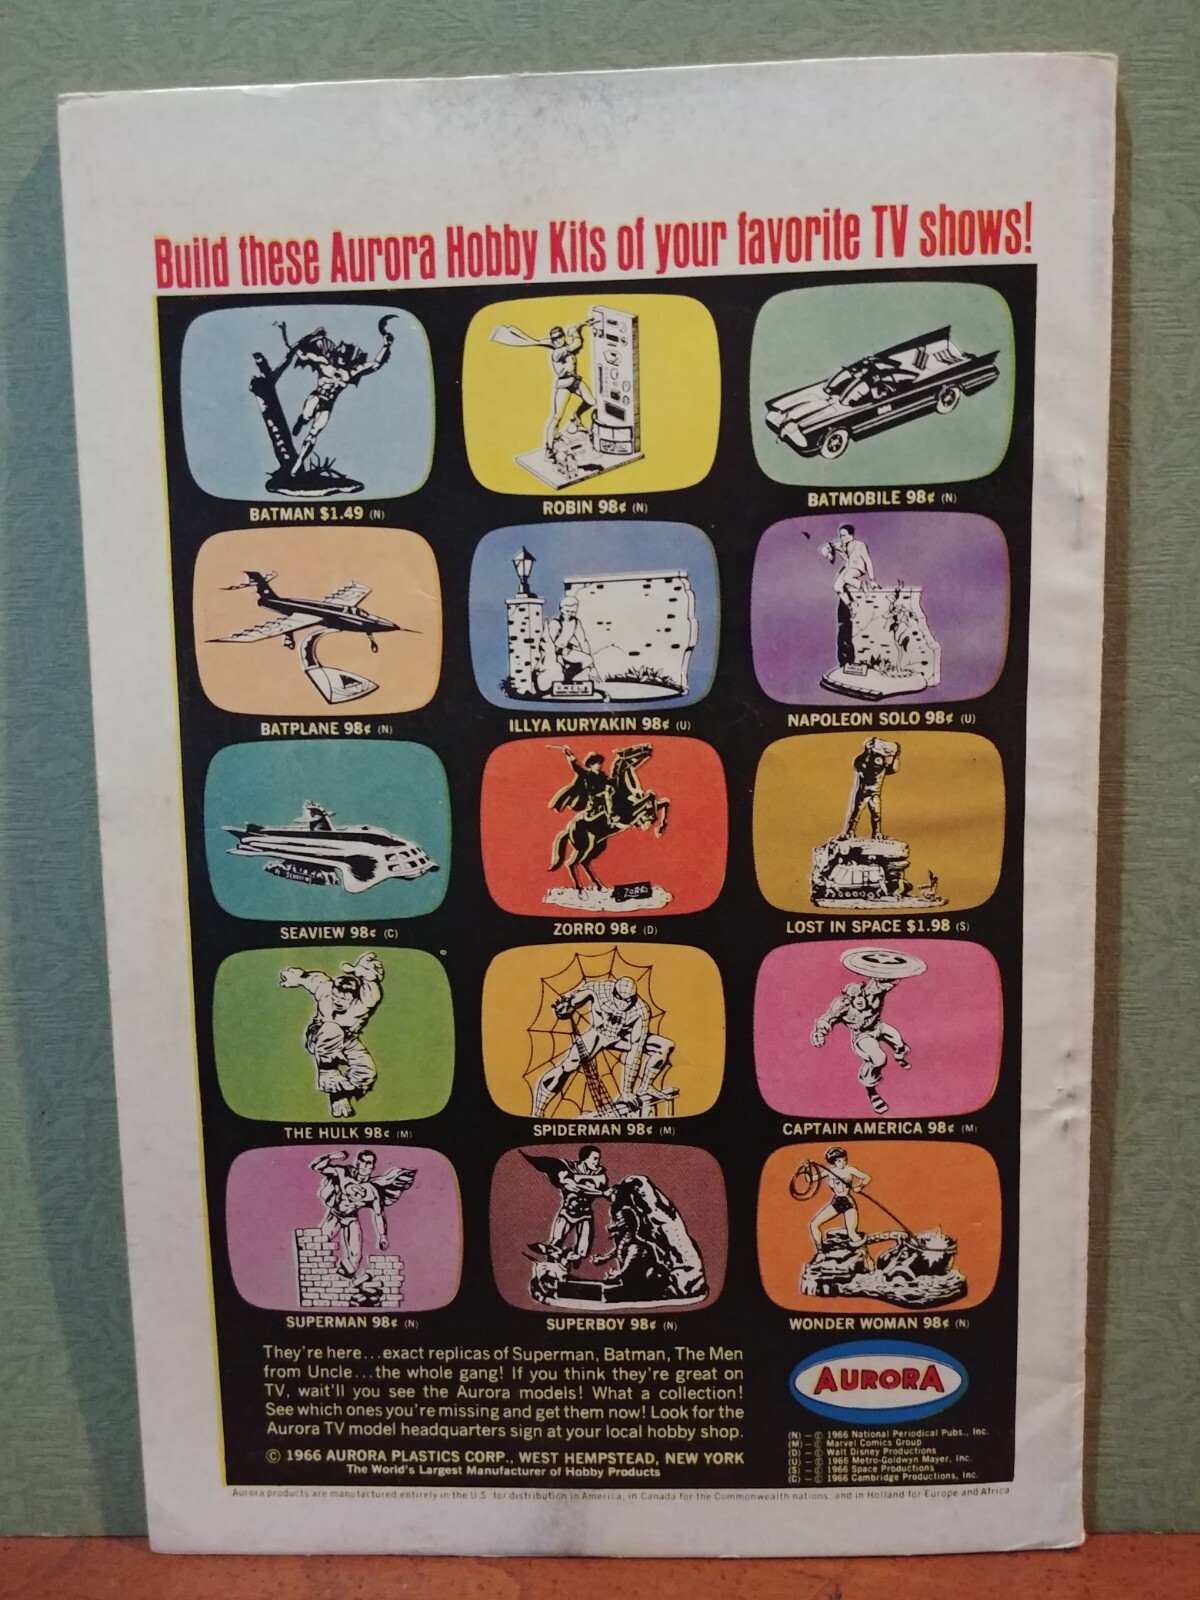 Build these Aurora Hobby Kits of your favorite TV shows!
BATMAN $1.49 (N)
ROBIN 98¢ (N)
BATMOBILE 98¢ (N)
BATPLANE 98¢ (N)
U.N.C.L.E
ILLYA KURYAKIN 98¢ (U)
NAPOLEON SOLO 98¢ (U)
SEAVIEW
SEAVIEW 98¢ (C)
ZORRO
ZORRO 98¢ (D)
LOST IN SPACE $1.98 (S)
THE HULK 98¢ (M)
SPIDERMAN 98¢ (M)
CAPTAIN AMERICA 98¢ (M)
SUPERMAN 98¢ (N)
SUPERBOY 98¢ (N)
WONDER WOMAN 98¢ (N)
They're here...exact replicas of Superman, Batman, The Men
from Uncle...the whole gang! If you think they're great on
TV, wait'll you see the Aurora models! What a collection!
See which ones you're missing and get them now! Look for the
Aurora TV model headquarters sign at your local hobby shop.
© 1966 AURORA PLASTICS CORP., WEST HEMPSTEAD, NEW YORK
The World's Largest Manufacturer of Hobby Products
AURORA
(N) – © 1966 National Periodical Pubs., Inc.
(M) – © Marvel Comics Group
(D) – © Walt Disney Productions
(U) – © 1966 Metro-Goldwyn Mayer, Inc.
(S) – © 1966 Space Productions
(C) – © 1966 Cambridge Productions, Inc.
Aurora products are manufactured entirely in the U.S. for distribution in America, in Canada for the Commonwealth nations, and in Holland for Europe and Africa